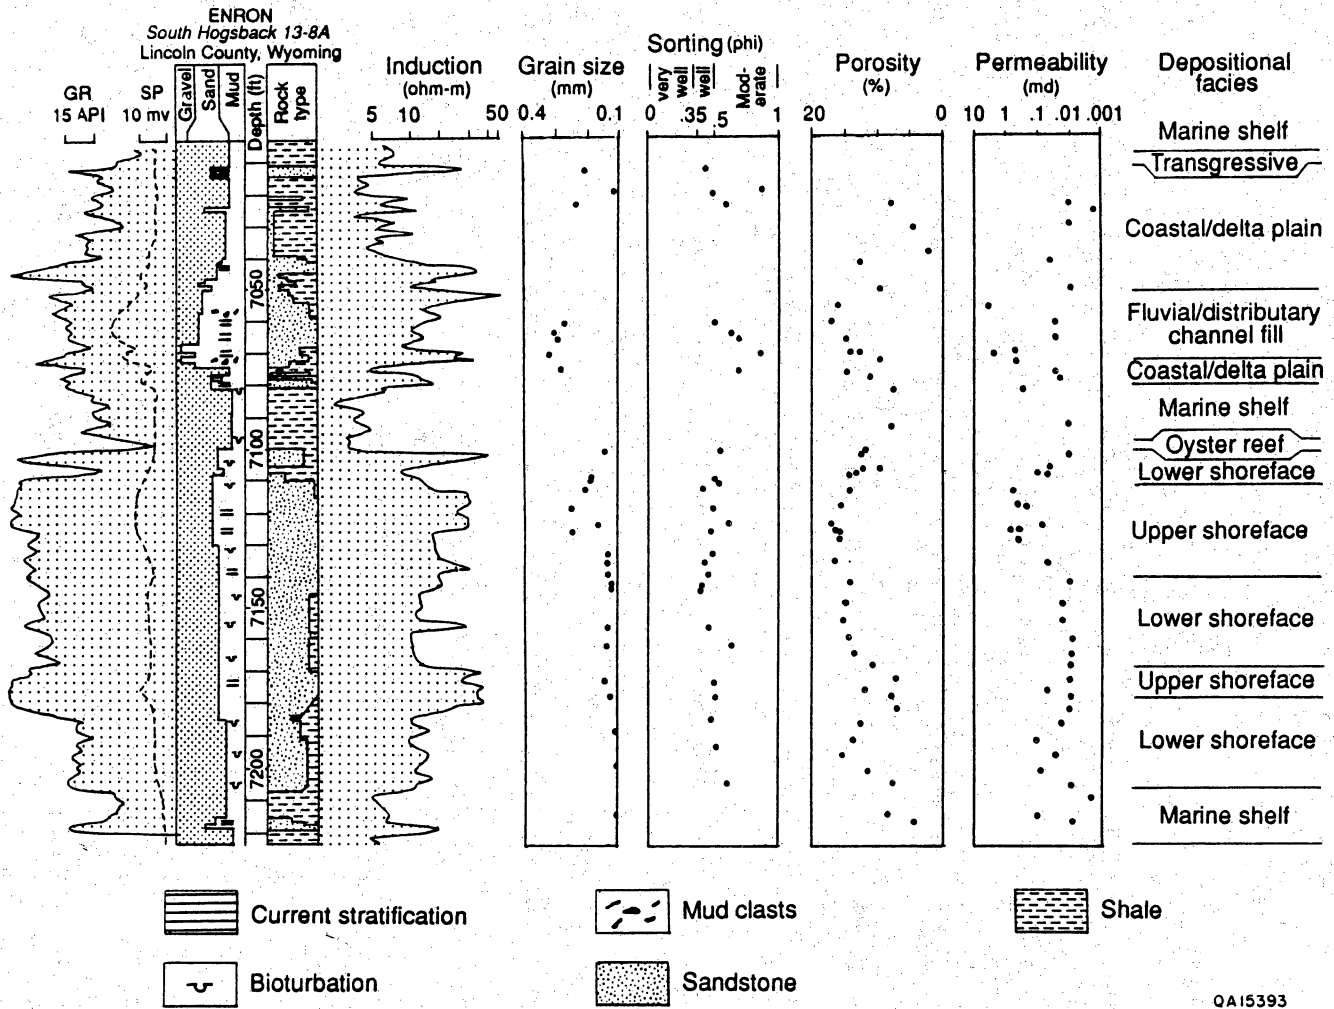 ENRON
South Hogsback 13-8A
Lincoln County, Wyoming
GR
15 API
SP
10 mv
Gravel
Sand
Mud
Depth (ft)
Rock type
Induction
(ohm-m)
5 10 50
Grain size
(mm)
0.4 0.1
Sorting (phi)
very well
well
Mod-erate
0 .35 .5 1
Porosity
(%)
20 0
Permeability
(md)
10 1 .1 .01 .001
Depositional
facies
7050
7100
7150
7200
Marine shelf
Transgressive
Coastal/delta plain
Fluvial/distributary
channel fill
Coastal/delta plain
Marine shelf
Oyster reef
Lower shoreface
Upper shoreface
Lower shoreface
Upper shoreface
Lower shoreface
Marine shelf
Current stratification
Mud clasts
Shale
Bioturbation
Sandstone
QA15393